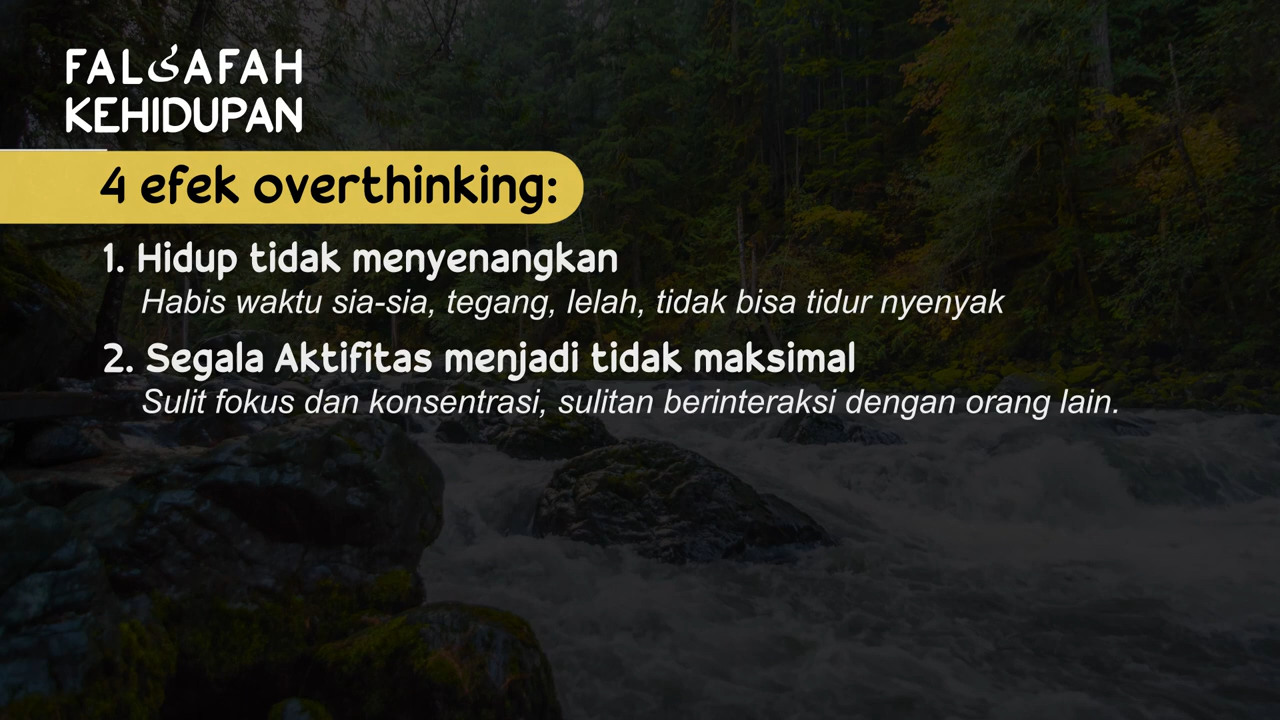 FALSAFAH
KEHIDUPAN
4 efek overthinking:
1. Hidup tidak menyenangkan
Habis waktu sia-sia, tegang, lelah, tidak bisa tidur nyenyak
2. Segala Aktifitas menjadi tidak maksimal
Sulit fokus dan konsentrasi, sulitan berinteraksi dengan orang lain.